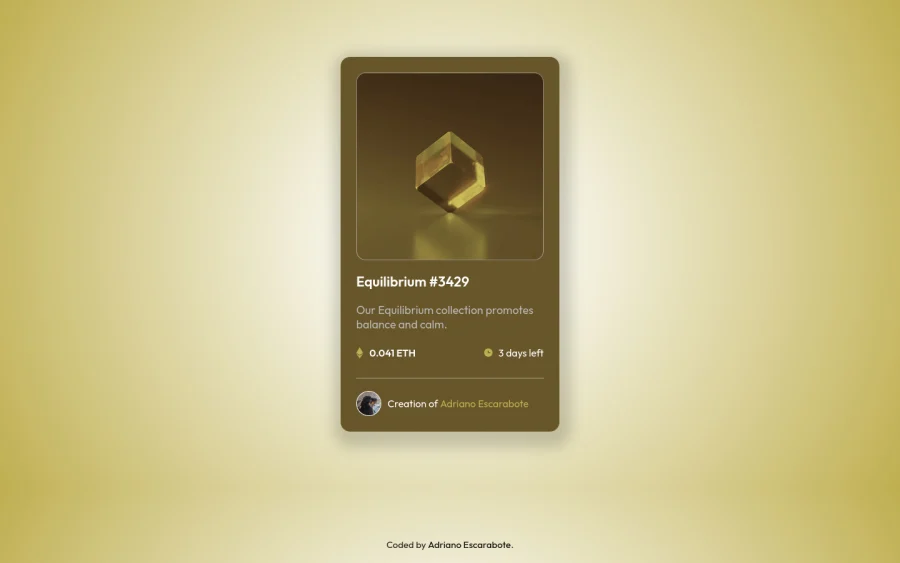 Equilibrium #3429
Our Equilibrium collection promotes
balance and calm.
0.041 ETH
3 days left
Creation of Adriano Escarabote
Coded by Adriano Escarabote.